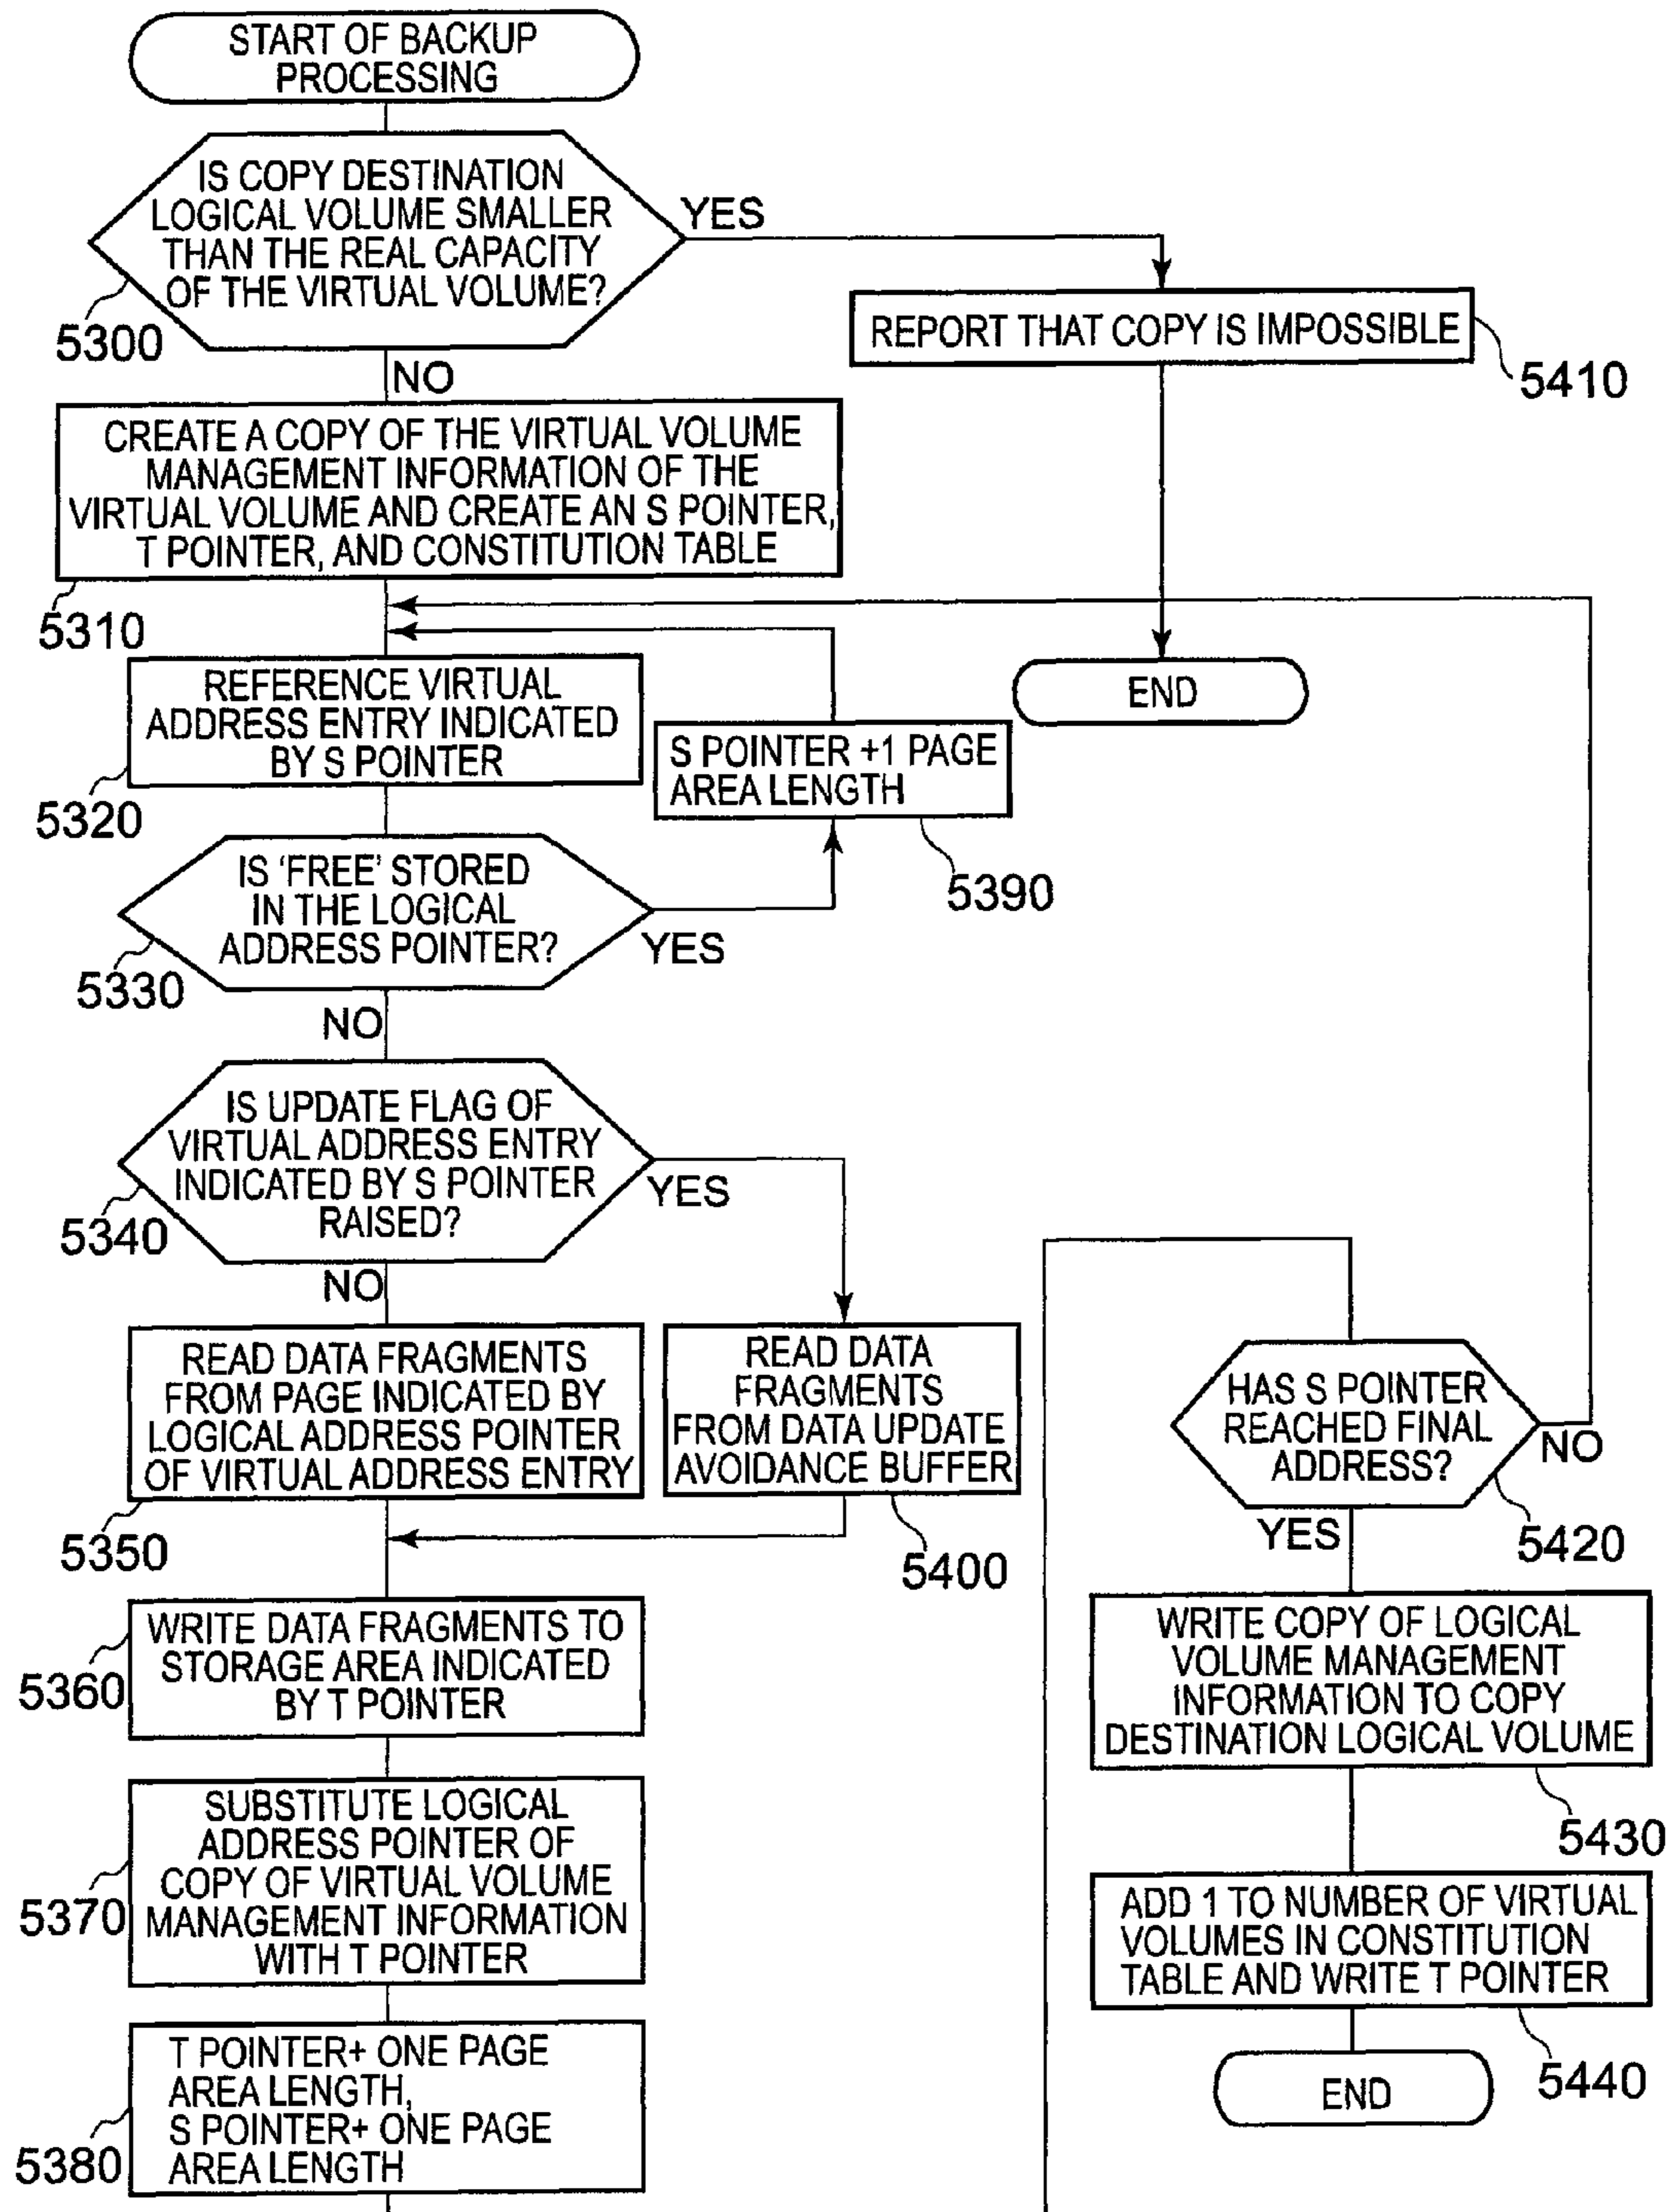 START OF BACKUP
PROCESSING
IS COPY DESTINATION
LOGICAL VOLUME SMALLER
THAN THE REAL CAPACITY
OF THE VIRTUAL VOLUME?
YES
5300
NO
REPORT THAT COPY IS IMPOSSIBLE
5410
CREATE A COPY OF THE VIRTUAL VOLUME
MANAGEMENT INFORMATION OF THE
VIRTUAL VOLUME AND CREATE AN S POINTER,
T POINTER, AND CONSTITUTION TABLE
5310
END
REFERENCE VIRTUAL
ADDRESS ENTRY INDICATED
BY S POINTER
5320
S POINTER +1 PAGE
AREA LENGTH
5390
IS 'FREE' STORED
IN THE LOGICAL
ADDRESS POINTER?
YES
5330
NO
IS UPDATE FLAG OF
VIRTUAL ADDRESS ENTRY
INDICATED BY S POINTER
RAISED?
YES
5340
NO
READ DATA FRAGMENTS
FROM PAGE INDICATED BY
LOGICAL ADDRESS POINTER
OF VIRTUAL ADDRESS ENTRY
5350
READ DATA
FRAGMENTS
FROM DATA UPDATE
AVOIDANCE BUFFER
5400
WRITE DATA FRAGMENTS TO
STORAGE AREA INDICATED
BY T POINTER
5360
SUBSTITUTE LOGICAL
ADDRESS POINTER OF
COPY OF VIRTUAL VOLUME
MANAGEMENT INFORMATION
WITH T POINTER
5370
T POINTER+ ONE PAGE
AREA LENGTH,
S POINTER+ ONE PAGE
AREA LENGTH
5380
HAS S POINTER
REACHED FINAL
ADDRESS?
NO
YES
5420
WRITE COPY OF LOGICAL
VOLUME MANAGEMENT
INFORMATION TO COPY
DESTINATION LOGICAL VOLUME
5430
ADD 1 TO NUMBER OF VIRTUAL
VOLUMES IN CONSTITUTION
TABLE AND WRITE T POINTER
5440
END